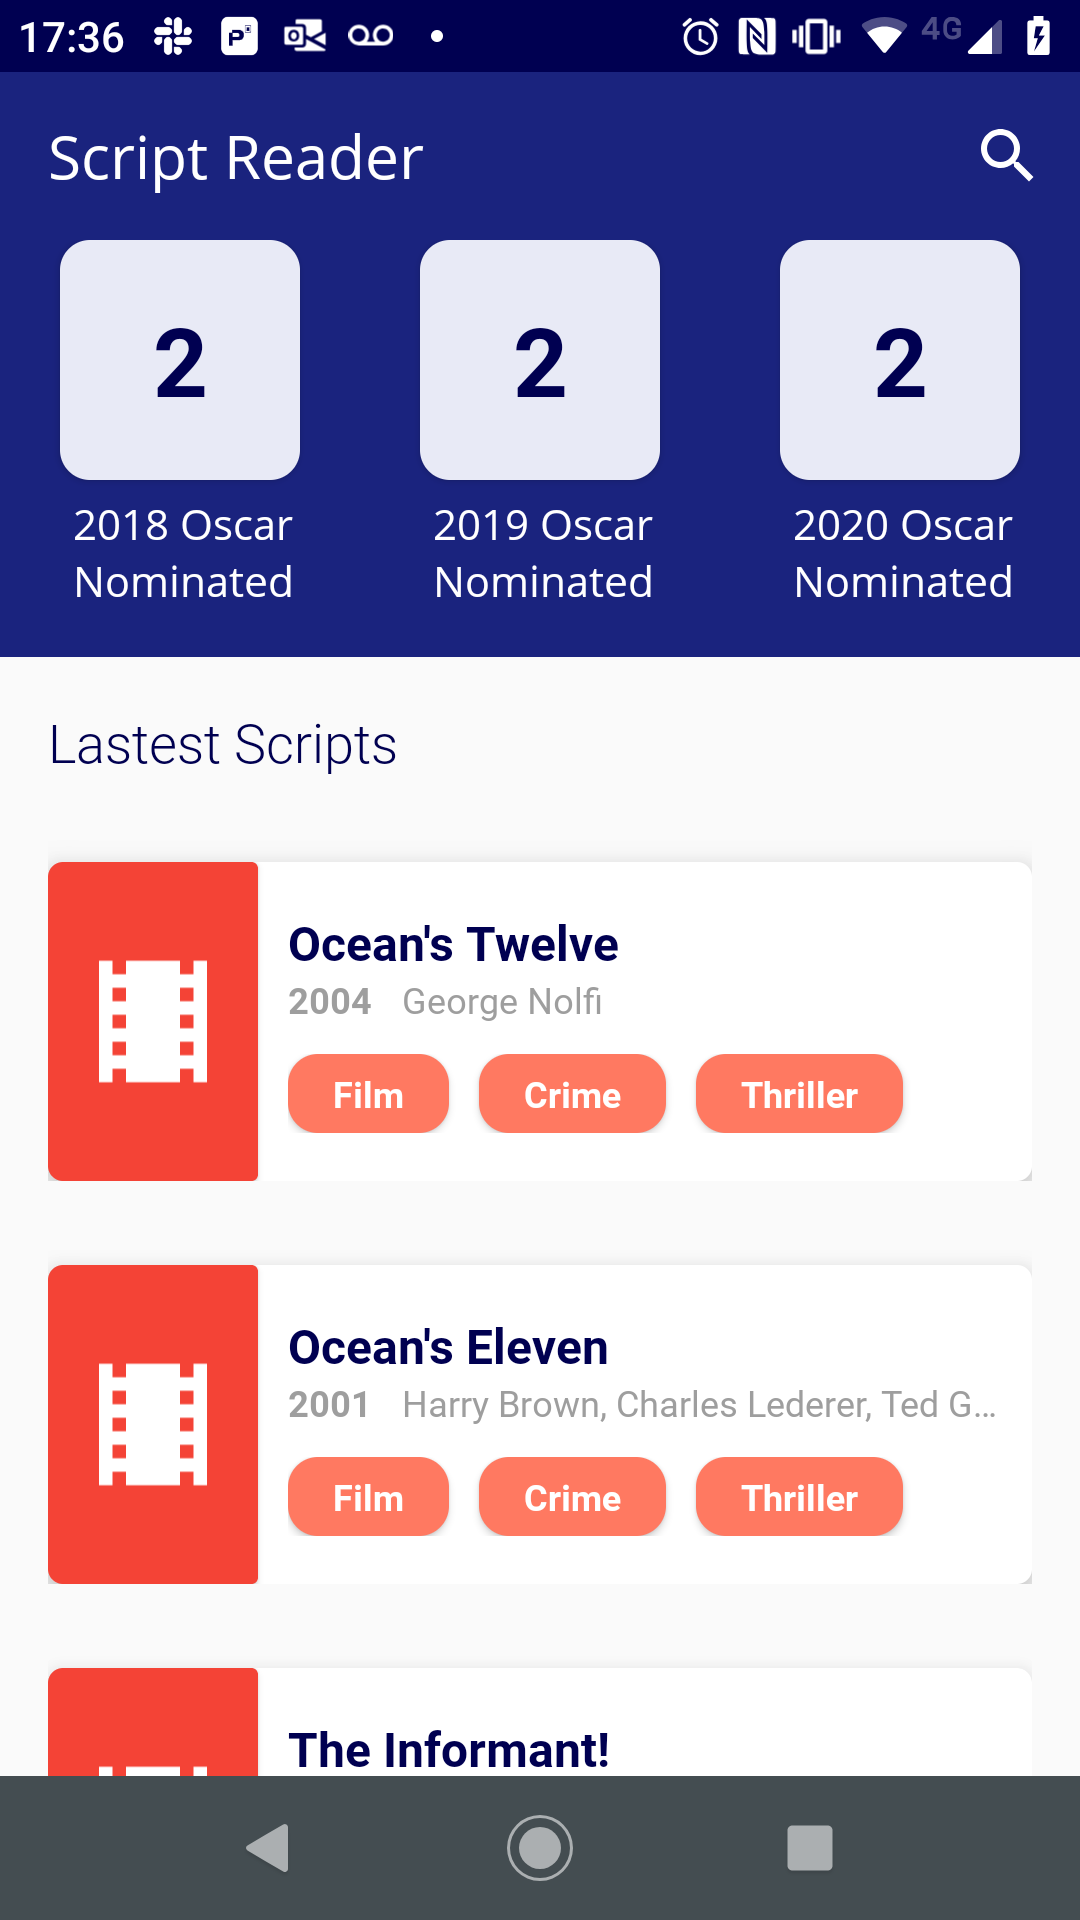 17:36 4G
Script Reader
2 2 2
2018 Oscar 2019 Oscar 2020 Oscar
Nominated Nominated Nominated
Lastest Scripts
Ocean's Twelve
2004 George Nolfi
Film Crime Thriller
Ocean's Eleven
2001 Harry Brown, Charles Lederer, Ted G...
Film Crime Thriller
The Informant!